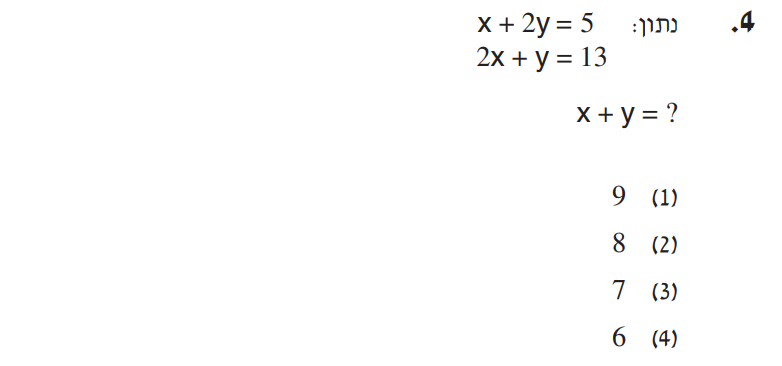 4. נתון: x + 2y = 5
2x + y = 13
x + y = ?
(1) 9
(2) 8
(3) 7
(4) 6